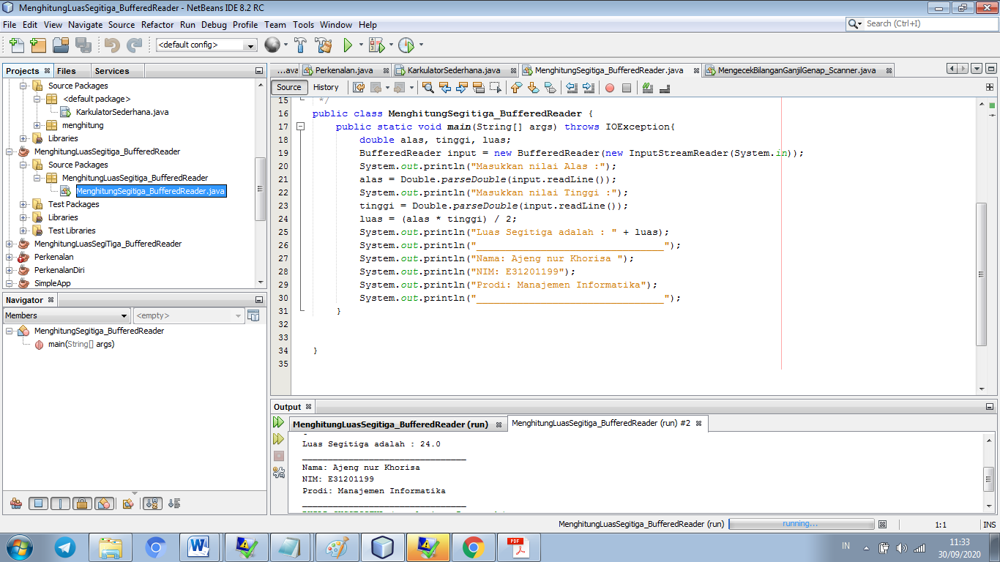 MenghitungLuasSegitiga_BufferedReader - NetBeans IDE 8.2 RC
File Edit View Navigate Source Refactor Run Debug Profile Team Tools Window Help
Search (Ctrl+I)
<default config>
Projects Files Services
Source Packages
<default package>
KarkulatorSederhana.java
menghitung
Libraries
MenghitungLuasSegitiga_BufferedReader
Source Packages
MenghitungLuasSegitiga_BufferedReader
MenghitungSegitiga_BufferedReader.java
Test Packages
Libraries
Test Libraries
MenghitungLuasSegiTiga_BufferedReader
Perkenalan
PerkenalanDiri
SimpleApp
Navigator
Members <empty>
MenghitungSegitiga_BufferedReader
main(String[] args)
...ava Perkenalan.java KarkulatorSederhana.java MenghitungSegitiga_BufferedReader.java MengecekBilanganGanjilGenap_Scanner.java
Source History
15 */
16 public class MenghitungSegitiga_BufferedReader {
17 public static void main(String[] args) throws IOException{
18 double alas, tinggi, luas;
19 BufferedReader input = new BufferedReader(new InputStreamReader(System.in));
20 System.out.println("Masukkan nilai Alas :");
21 alas = Double.parseDouble(input.readLine());
22 System.out.println("Masukkan nilai Tinggi :");
23 tinggi = Double.parseDouble(input.readLine());
24 luas = (alas * tinggi) / 2;
25 System.out.println("Luas Segitiga adalah : " + luas);
26 System.out.println("________________________________");
27 System.out.println("Nama: Ajeng nur Khorisa ");
28 System.out.println("NIM: E31201199");
29 System.out.println("Prodi: Manajemen Informatika");
30 System.out.println("________________________________");
31 }
32
33
34 }
35
Output
MenghitungLuasSegitiga_BufferedReader (run) MenghitungLuasSegitiga_BufferedReader (run) #2
Luas Segitiga adalah : 24.0
________________________________
Nama: Ajeng nur Khorisa
NIM: E31201199
Prodi: Manajemen Informatika
________________________________
MenghitungLuasSegitiga_BufferedReader (run) running... 1:1 INS
IN 11:33
30/09/2020